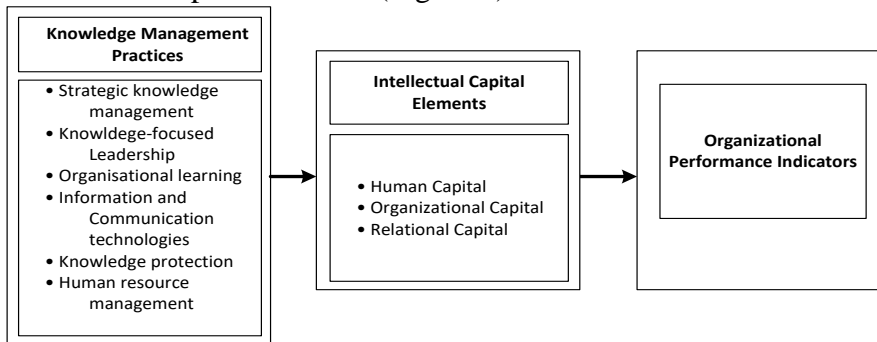 Knowledge Management
Practices
• Strategic knowledge
management
• Knowldege-focused
Leadership
• Organisational learning
• Information and
Communication
technologies
• Knowledge protection
• Human resource
management
Intellectual Capital
Elements
• Human Capital
• Organizational Capital
• Relational Capital
Organizational
Performance Indicators